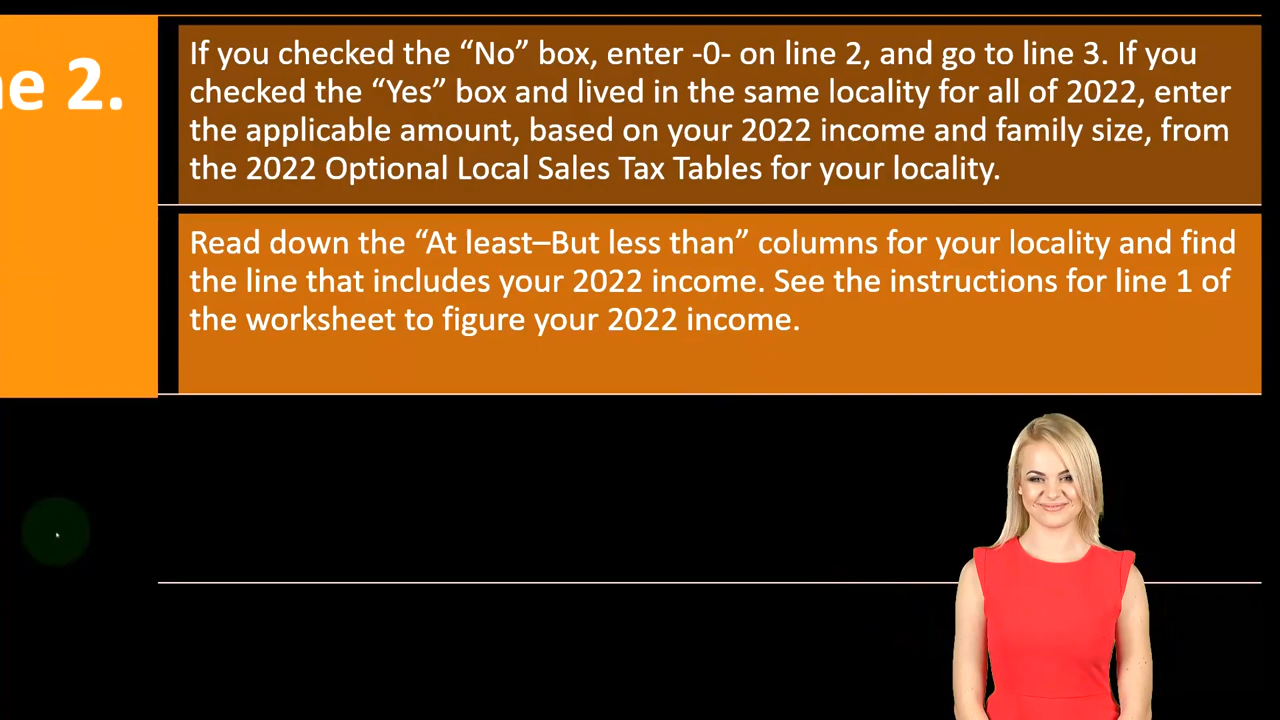 ne 2.
If you checked the “No” box, enter -0- on line 2, and go to line 3. If you
checked the “Yes” box and lived in the same locality for all of 2022, enter
the applicable amount, based on your 2022 income and family size, from
the 2022 Optional Local Sales Tax Tables for your locality.
Read down the “At least–But less than” columns for your locality and find
the line that includes your 2022 income. See the instructions for line 1 of
the worksheet to figure your 2022 income.